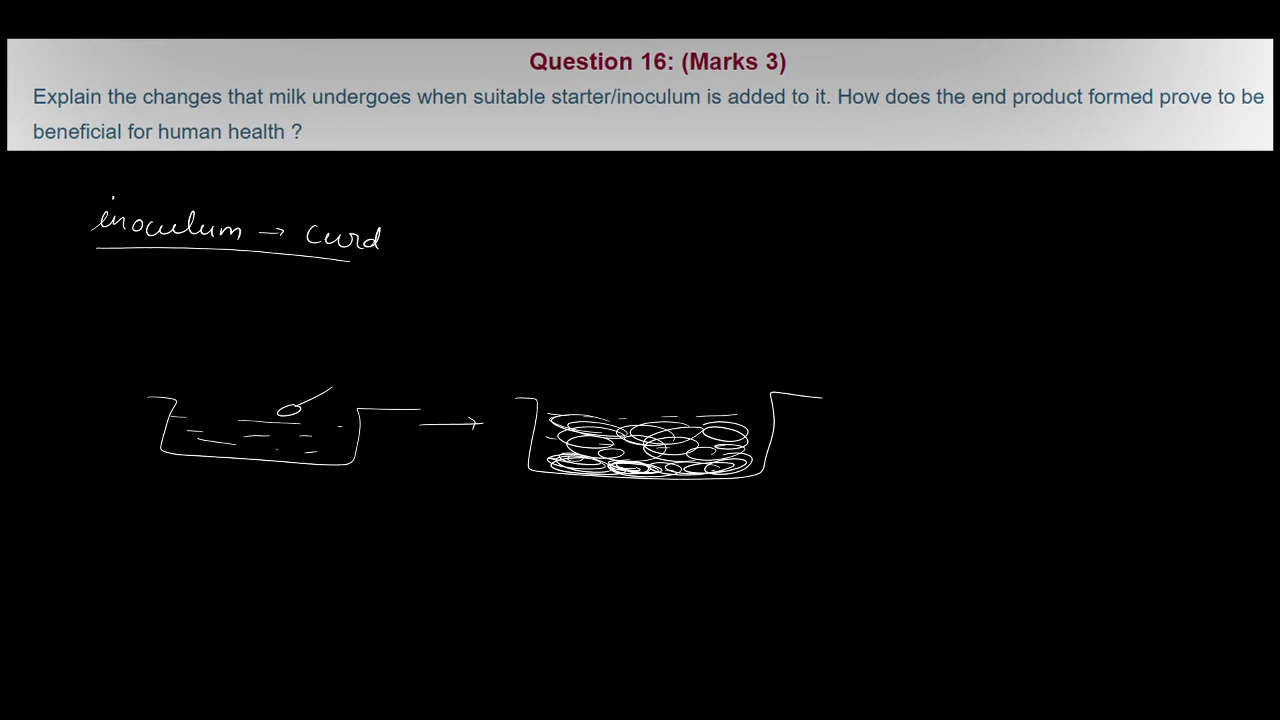 Question 16: (Marks 3)
Explain the changes that milk undergoes when suitable starter/inoculum is added to it. How does the end product formed prove to be
beneficial for human health ?
inoculum → curd